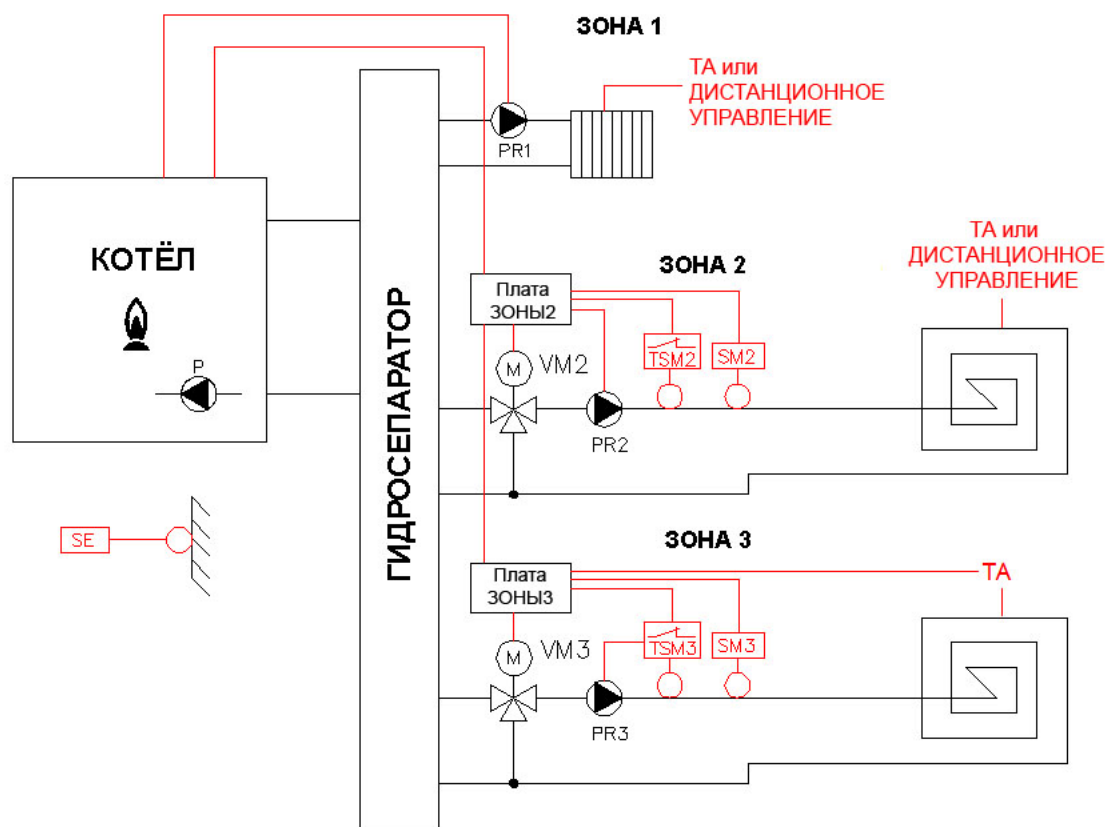 ЗОНА 1
ТА или
ДИСТАНЦИОННОЕ
УПРАВЛЕНИЕ
PR1
КОТЁЛ
P
ГИДРОСЕПАРАТОР
ЗОНА 2
ТА или
ДИСТАНЦИОННОЕ
УПРАВЛЕНИЕ
Плата
ЗОНЫ2
M
VM2
TSM2
SM2
PR2
SE
ЗОНА 3
Плата
ЗОНЫ3
ТА
M
VM3
TSM3
SM3
PR3